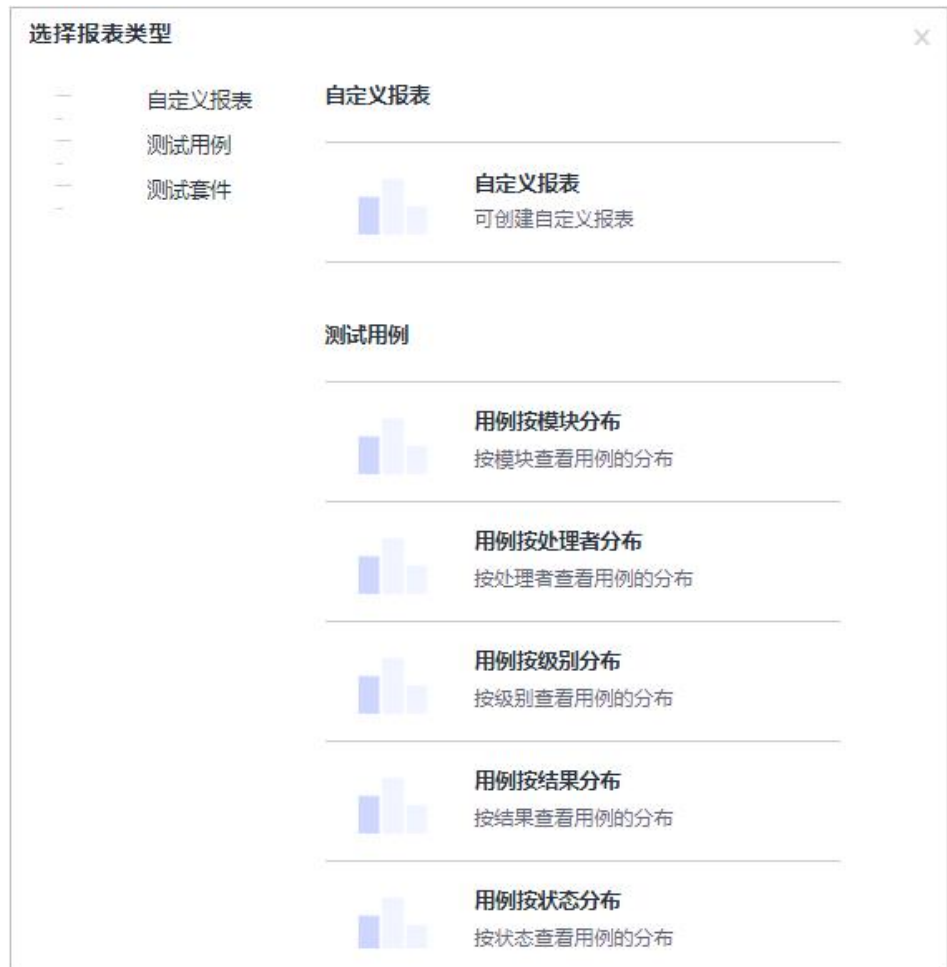 选择报表类型
自定义报表
测试用例
测试套件
自定义报表
自定义报表
可创建自定义报表
测试用例
用例按模块分布
按模块查看用例的分布
用例按处理者分布
按处理者查看用例的分布
用例按级别分布
按级别查看用例的分布
用例按结果分布
按结果查看用例的分布
用例按状态分布
按状态查看用例的分布